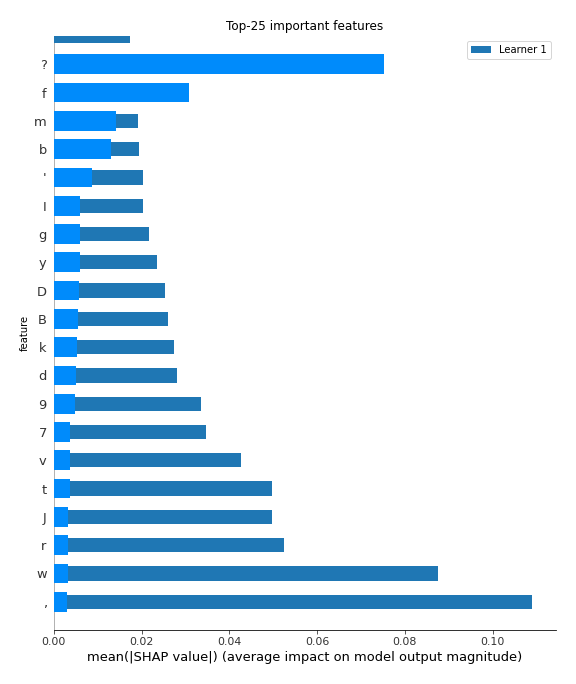 Top-25 important features
Learner 1
?
f
m
b
'
I
g
y
D
B
k
d
9
7
v
t
J
r
w
,
feature
0.00 0.02 0.04 0.06 0.08 0.10
mean(|SHAP value|) (average impact on model output magnitude)